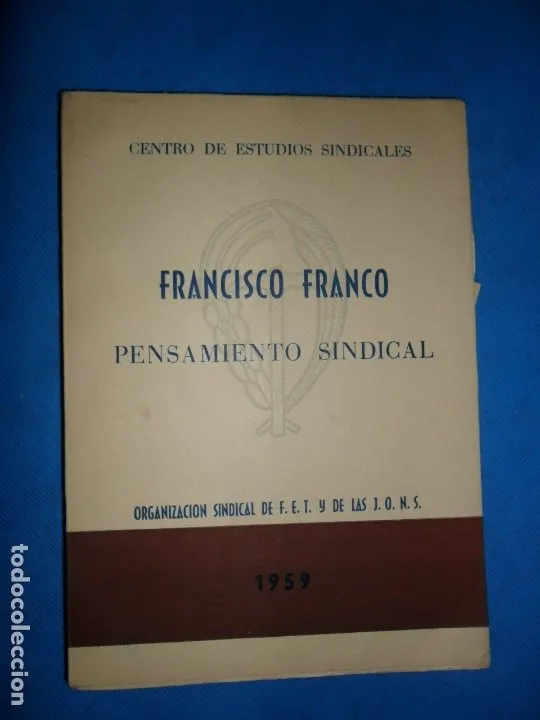 CENTRO DE ESTUDIOS SINDICALES
FRANCISCO FRANCO
PENSAMIENTO SINDICAL
ORGANIZACION SINDICAL DE F. E. T. y DE LAS J. O. N. S.
1959
todocoleccion